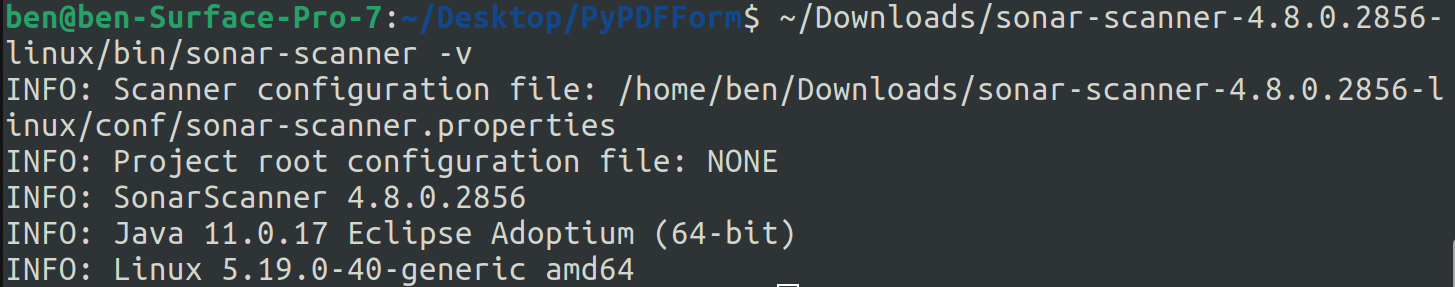 ben@ben-Surface-Pro-7:~/Desktop/PyPDFForm$ ~/Downloads/sonar-scanner-4.8.0.2856-
linux/bin/sonar-scanner -v
INFO: Scanner configuration file: /home/ben/Downloads/sonar-scanner-4.8.0.2856-l
inux/conf/sonar-scanner.properties
INFO: Project root configuration file: NONE
INFO: SonarScanner 4.8.0.2856
INFO: Java 11.0.17 Eclipse Adoptium (64-bit)
INFO: Linux 5.19.0-40-generic amd64